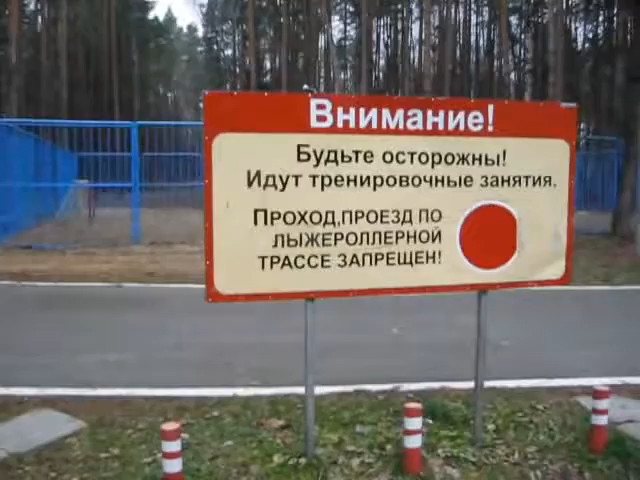 Внимание!
Будьте осторожны!
Идут тренировочные занятия.
Проход,проезд по
лыжероллерной
трассе запрещен!